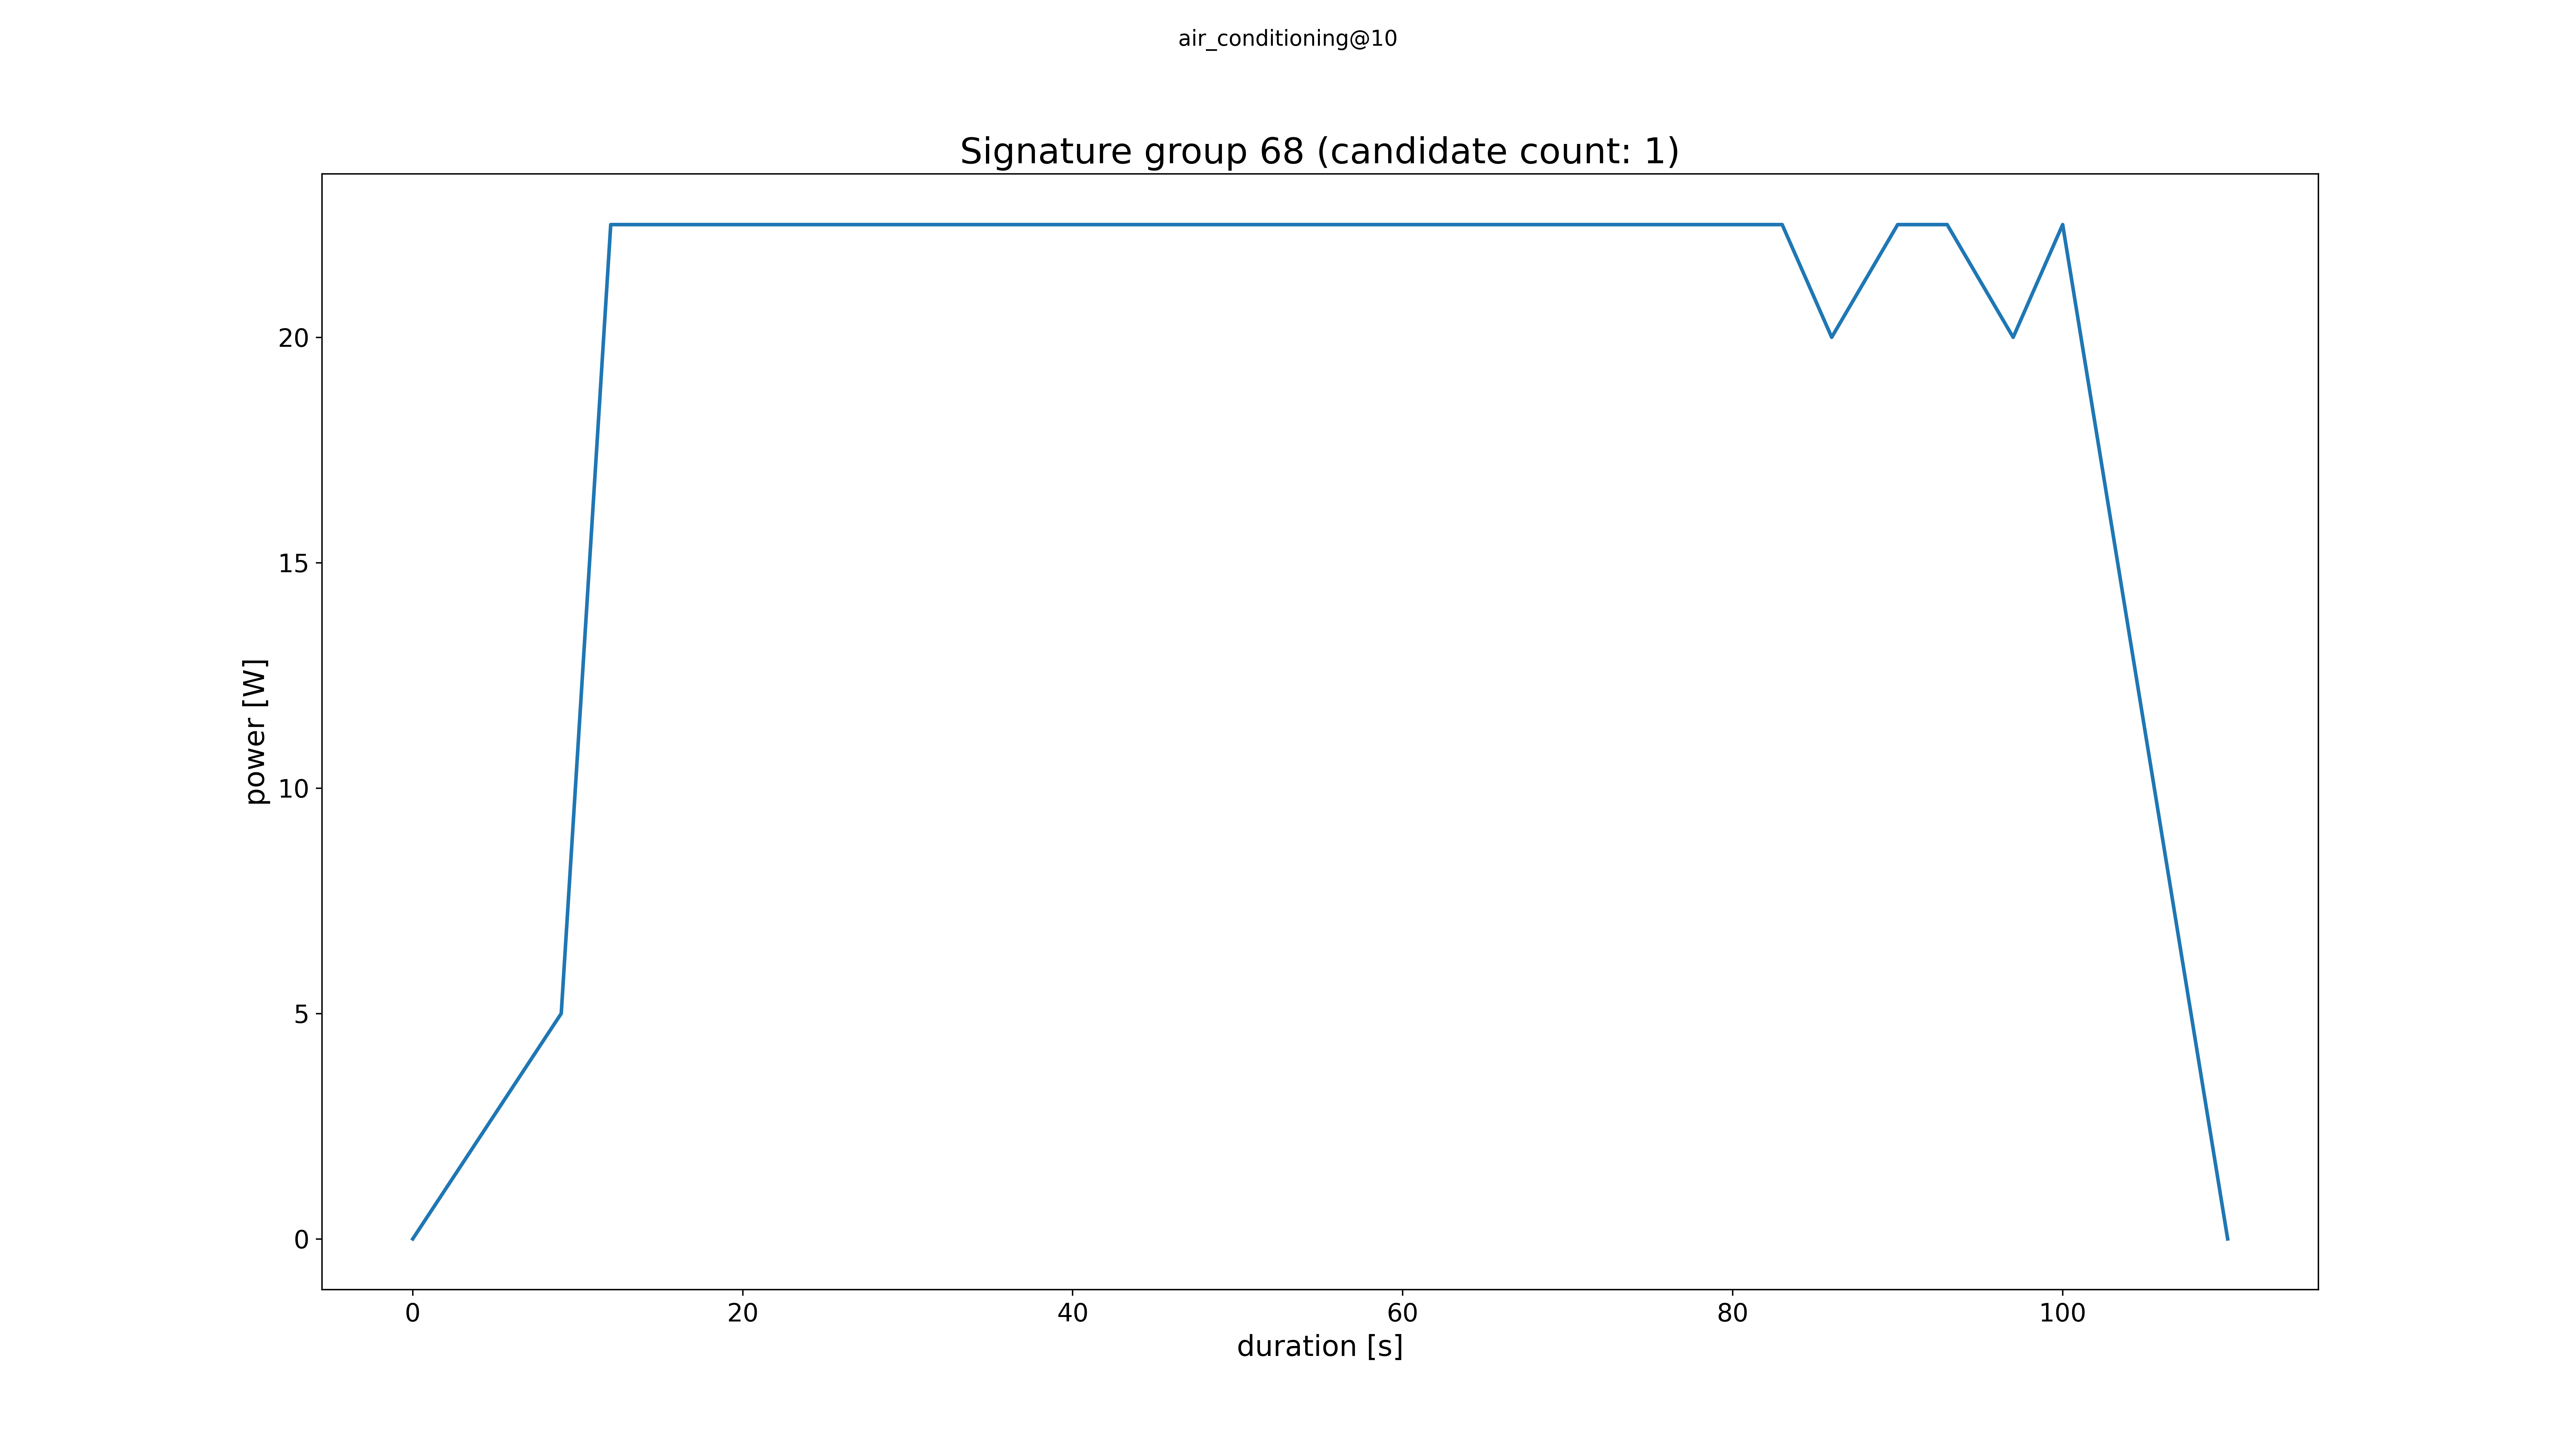 air_conditioning@10
Signature group 68 (candidate count: 1)
power [W]
20
15
10
5
0
0 20 40 60 80 100
duration [s]